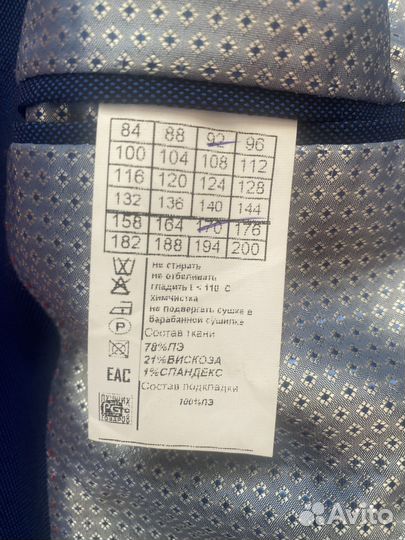 84 88 92 96
100 104 108 112
116 120 124 128
132 136 140 144
158 164 170 176
182 188 194 200
не стирать
не отбеливать
гладить t < 110 С
Химчистка
не подвергать сушке в
барабанной сушилке
P
Состав ткани
78%ПЭ
21%ВИСКОЗА
1%СПАНДЕКС
EAC
Состав подкладки
100%ПЭ
Avito